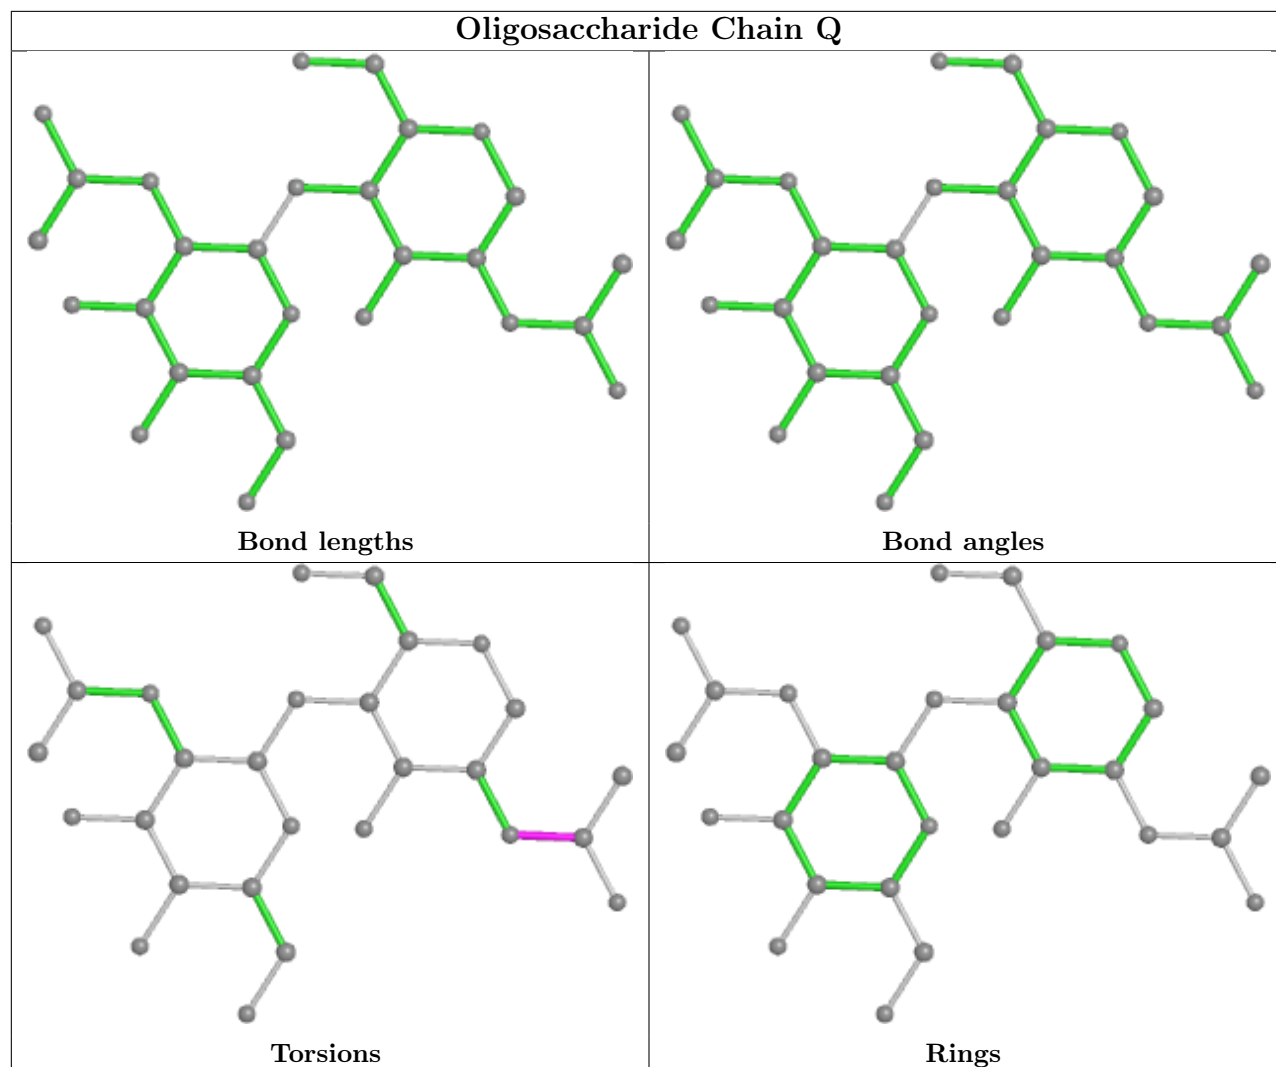 Oligosaccharide Chain Q
Bond lengths
Bond angles
Torsions
Rings